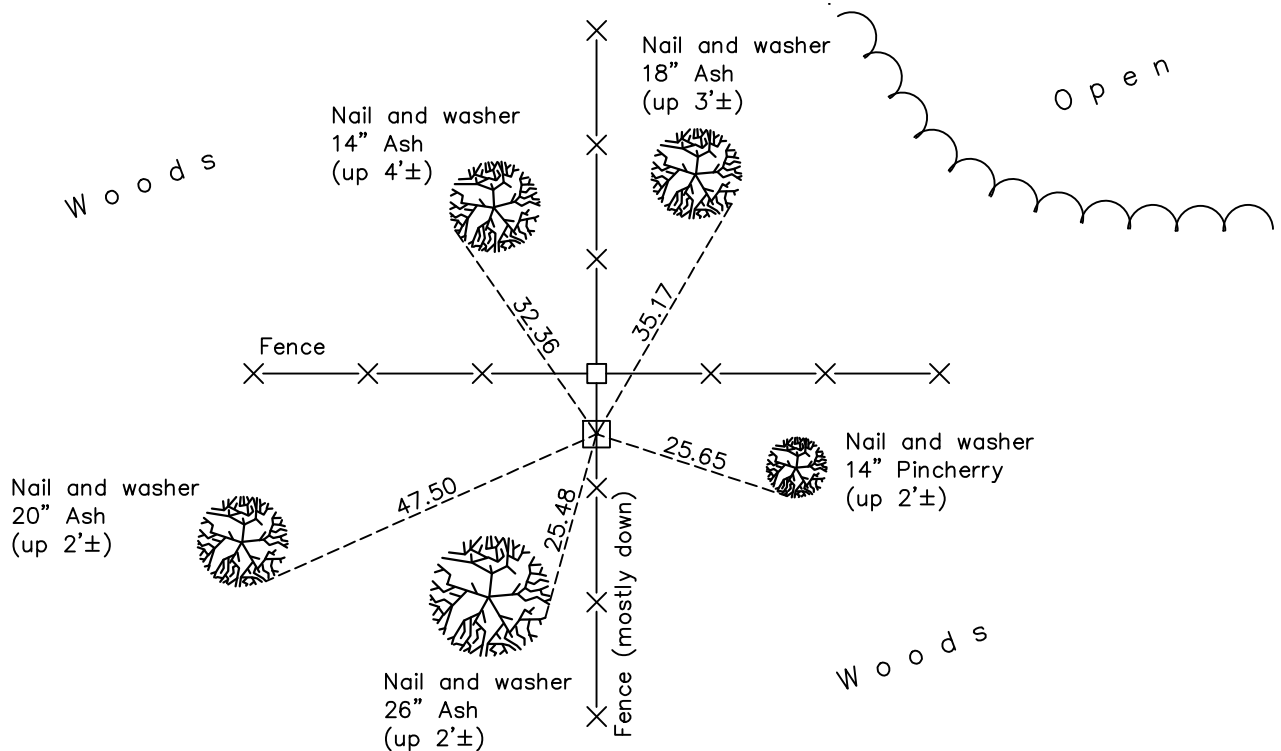 Nail and washer
18” Ash
(up 3’±)
Open
Nail and washer
14” Ash
(up 4’±)
Woods
32.36
35.17
Fence
25.65
Nail and washer
14” Pincherry
(up 2’±)
Nail and washer
20” Ash
(up 2’±)
47.50
25.48
Fence (mostly down)
Woods
Nail and washer
26” Ash
(up 2’±)